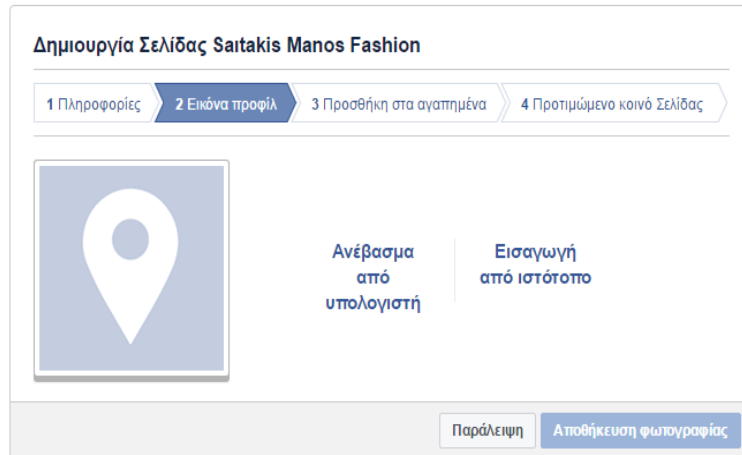 Δημιουργία Σελίδας Saitakis Manos Fashion
1 Πληροφορίες 2 Εικόνα προφίλ 3 Προσθήκη στα αγαπημένα 4 Προτιμώμενο κοινό Σελίδας
Ανέβασμα από υπολογιστή
Εισαγωγή από ιστότοπο
Παράλειψη Αποθήκευση φωτογραφίας